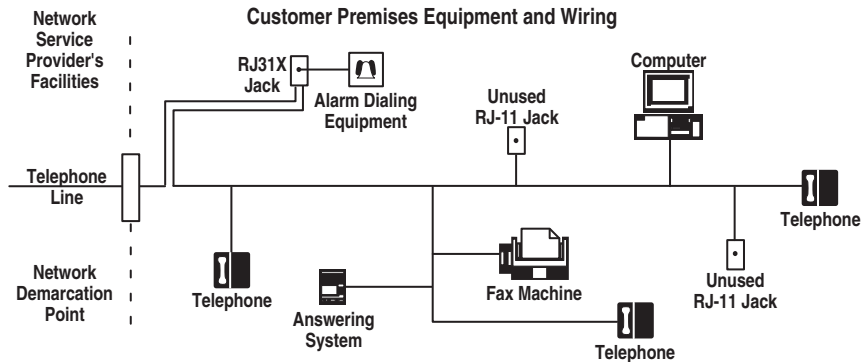 Customer Premises Equipment and Wiring
Network
Service
Provider's
Facilities
RJ31X
Jack
Alarm Dialing
Equipment
Unused
RJ-11 Jack
Computer
Telephone
Line
Telephone
Network
Demarcation
Point
Telephone
Answering
System
Fax Machine
Unused
RJ-11 Jack
Telephone